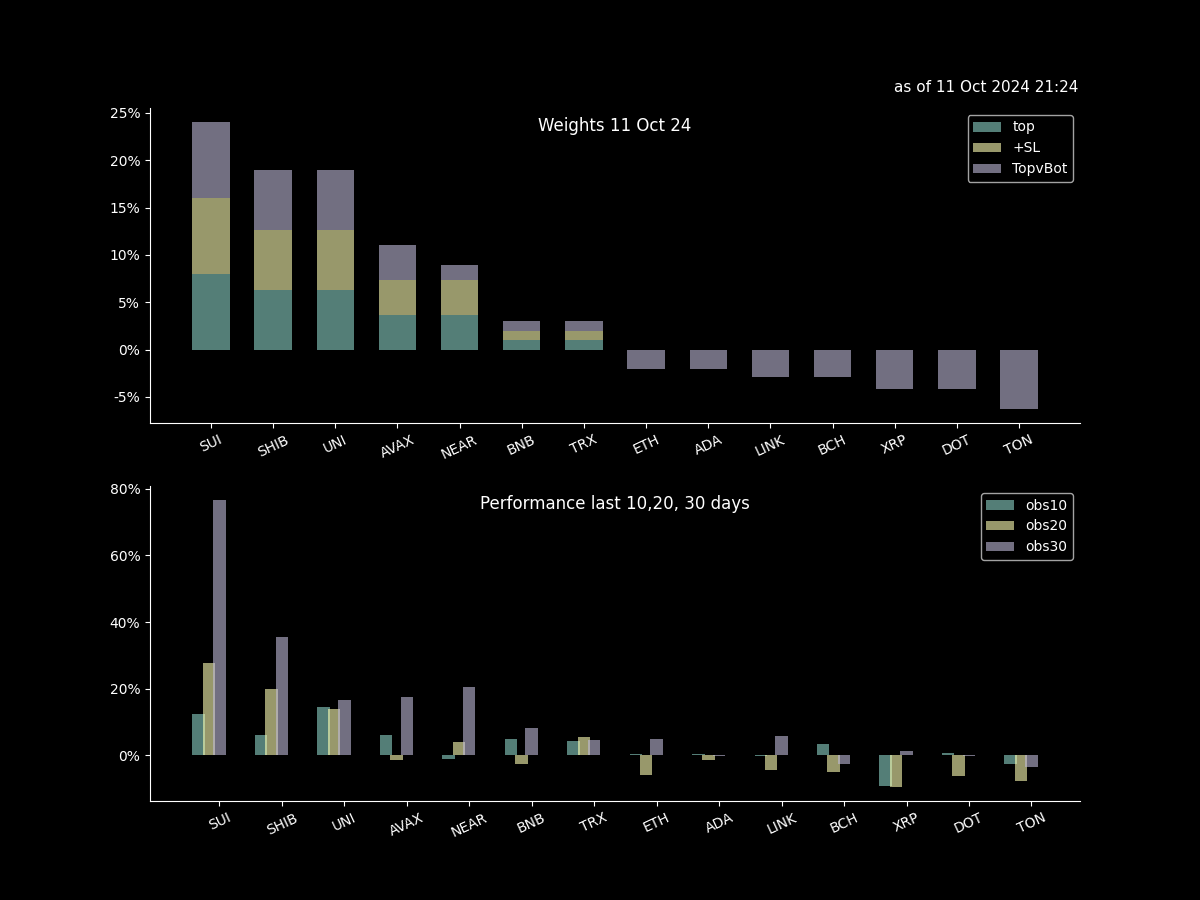 as of 11 Oct 2024 21:24
Weights 11 Oct 24
top
+SL
TopvBot
25%
20%
15%
10%
5%
0%
-5%
SUI SHIB UNI AVAX NEAR BNB TRX ETH ADA LINK BCH XRP DOT TON
Performance last 10,20, 30 days
obs10
obs20
obs30
80%
60%
40%
20%
0%
SUI SHIB UNI AVAX NEAR BNB TRX ETH ADA LINK BCH XRP DOT TON